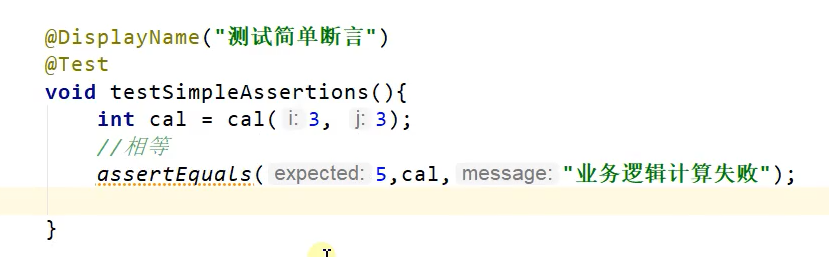 @DisplayName("测试简单断言")
@Test
void testSimpleAssertions(){
int cal = cal( i: 3, j: 3);
//相等
assertEquals( expected: 5,cal, message: "业务逻辑计算失败");
}